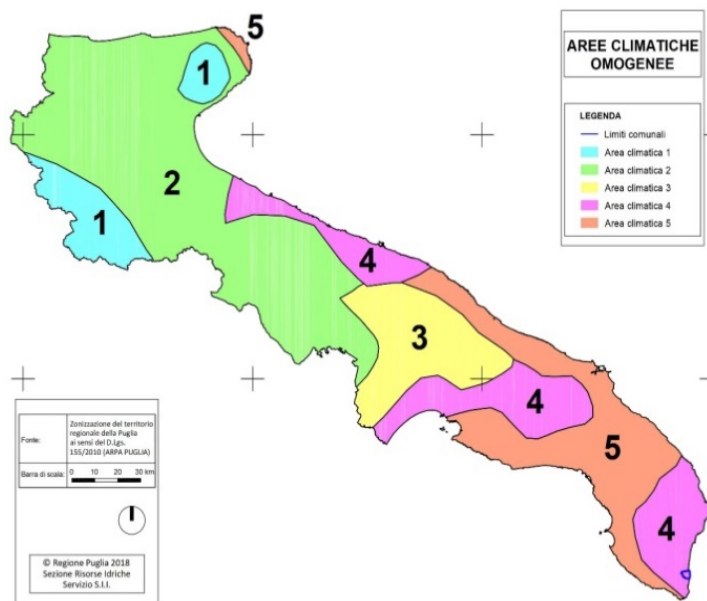 5
1
2
1
4
3
4
5
4
AREE CLIMATICHE
OMOGENEE
LEGENDA
Limiti comunali
Area climatica 1
Area climatica 2
Area climatica 3
Area climatica 4
Area climatica 5
Fonte:
Zonizzazione del territorio
regionale della Puglia
ai sensi del D.Lgs.
155/2010 (ARPA PUGLIA)
Barra di scala:
0 10 20 30 km
© Regione Puglia 2018
Sezione Risorse Idriche
Servizio S.I.I.